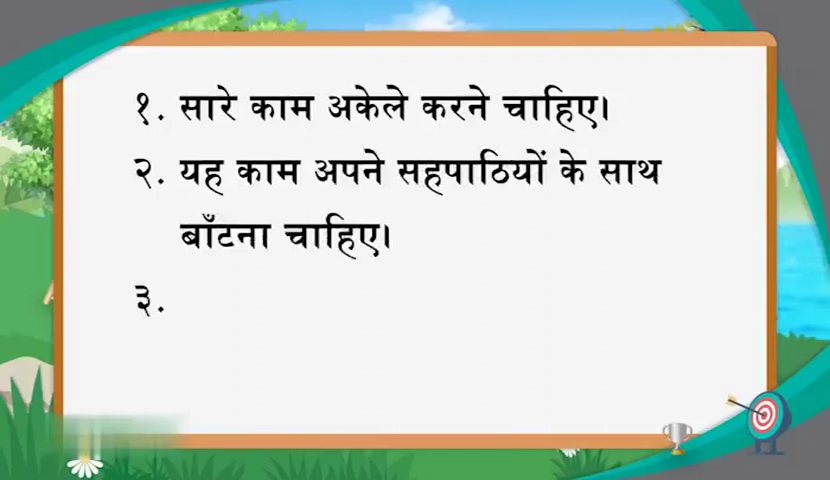 १. सारे काम अकेले करने चाहिए।
२. यह काम अपने सहपाठियों के साथ
बाँटना चाहिए।
३.